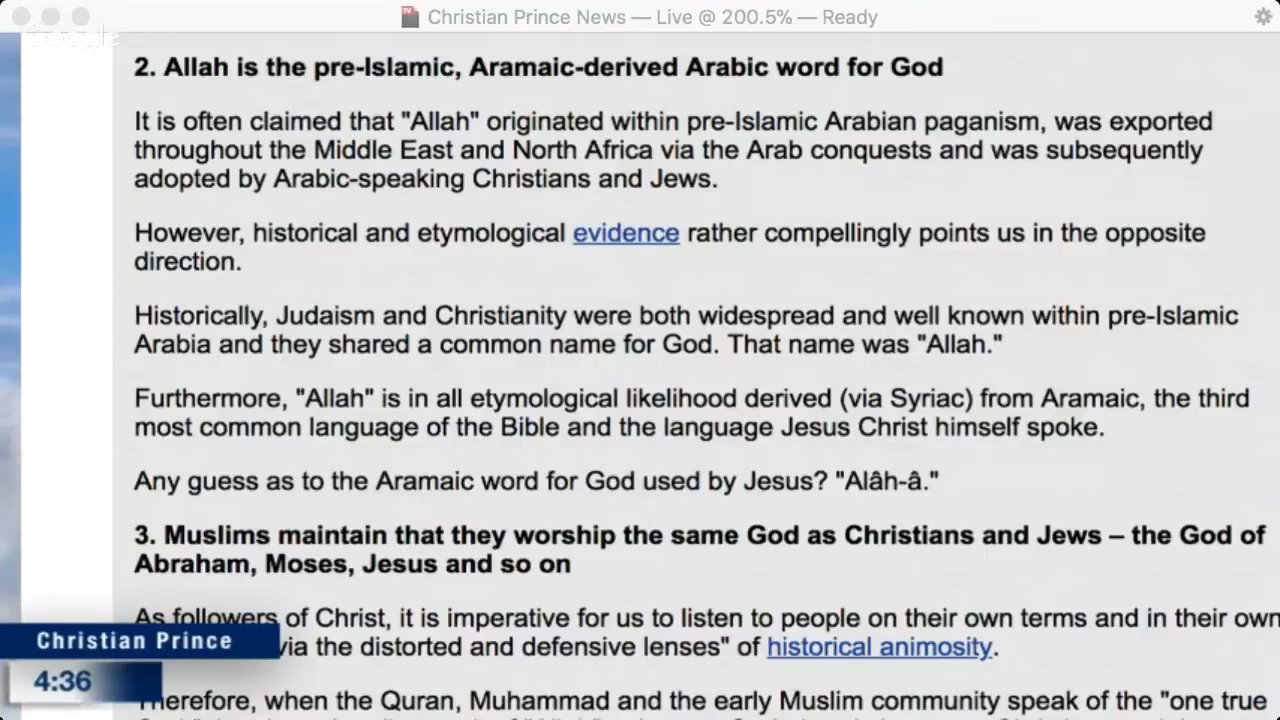 Christian Prince News — Live @ 200.5% — Ready
Google
2. Allah is the pre-Islamic, Aramaic-derived Arabic word for God
It is often claimed that "Allah" originated within pre-Islamic Arabian paganism, was exported
throughout the Middle East and North Africa via the Arab conquests and was subsequently
adopted by Arabic-speaking Christians and Jews.
However, historical and etymological evidence rather compellingly points us in the opposite
direction.
Historically, Judaism and Christianity were both widespread and well known within pre-Islamic
Arabia and they shared a common name for God. That name was "Allah."
Furthermore, "Allah" is in all etymological likelihood derived (via Syriac) from Aramaic, the third
most common language of the Bible and the language Jesus Christ himself spoke.
Any guess as to the Aramaic word for God used by Jesus? "Alâh-â."
3. Muslims maintain that they worship the same God as Christians and Jews – the God of
Abraham, Moses, Jesus and so on
As followers of Christ, it is imperative for us to listen to people on their own terms and in their own
via the distorted and defensive lenses" of historical animosity.
Therefore, when the Quran, Muhammad and the early Muslim community speak of the "one true
Christian Prince
4:36